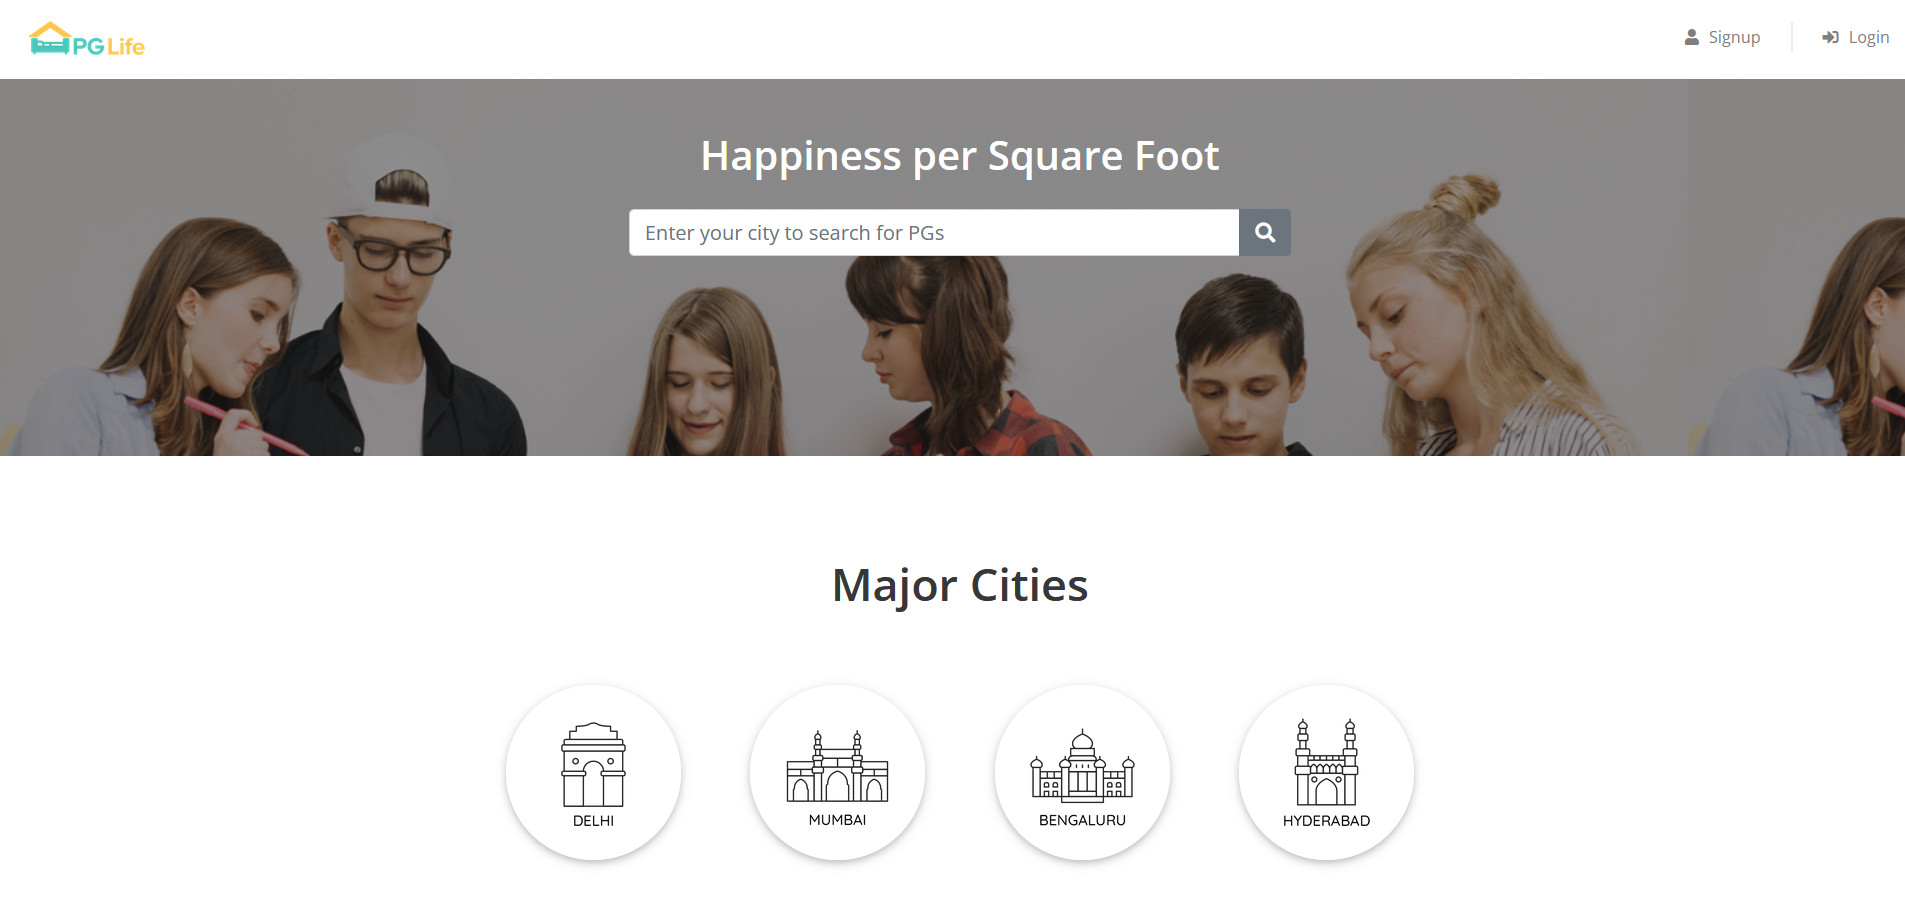 PG Life
Signup
Login
Happiness per Square Foot
Enter your city to search for PGs
Major Cities
DELHI
MUMBAI
BENGALURU
HYDERABAD